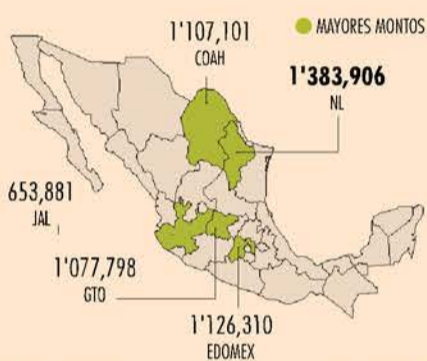 1'107,101
COAH
MAYORES MONTOS
1'383,906
NL
653,881
JAL
1'077,798
GTO
1'126,310
EDOMEX